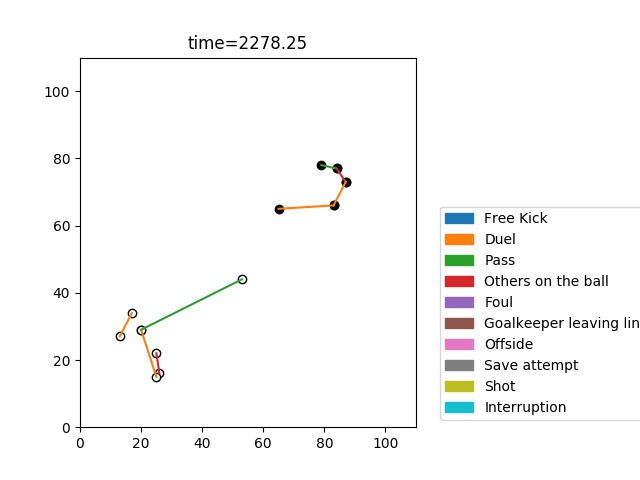 time=2278.25
100
80
60
40
20
0
0 20 40 60 80 100
Free Kick
Duel
Pass
Others on the ball
Foul
Goalkeeper leaving lin
Offside
Save attempt
Shot
Interruption